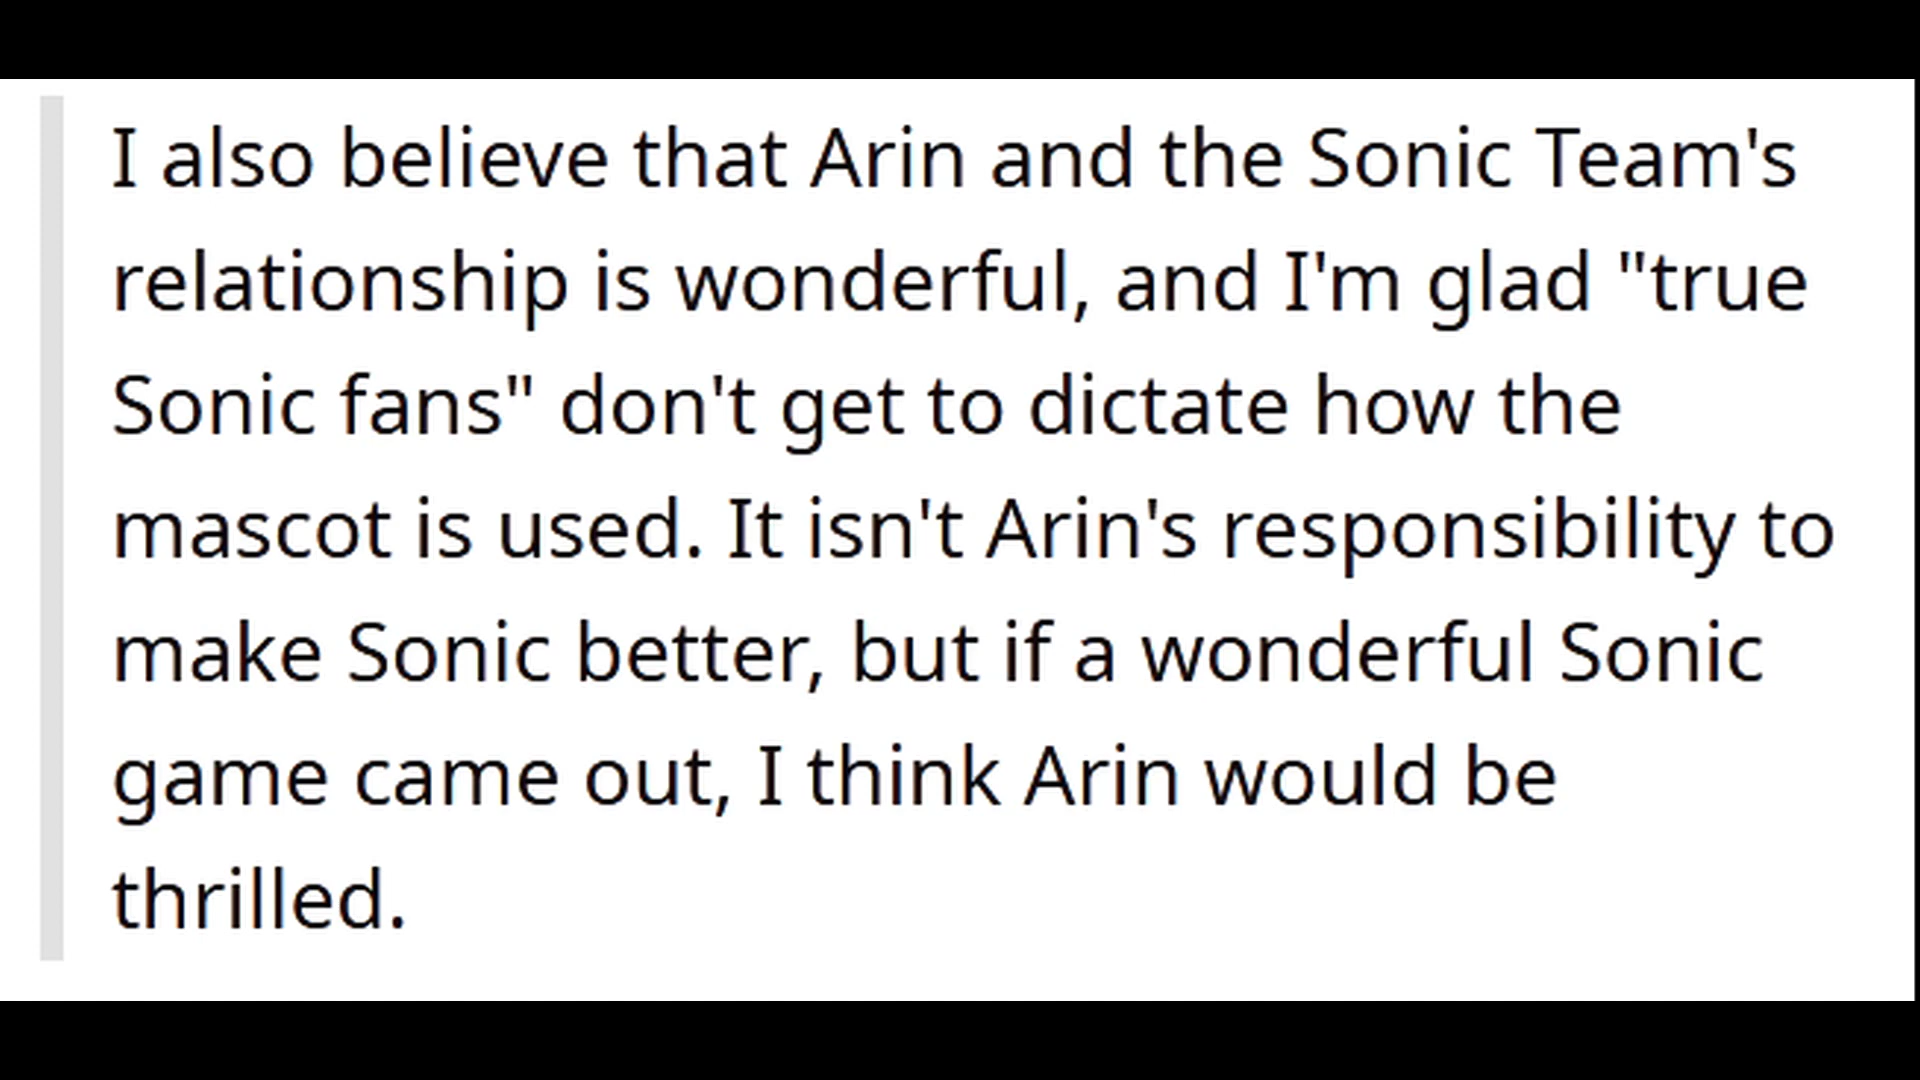 I also believe that Arin and the Sonic Team's
relationship is wonderful, and I'm glad "true
Sonic fans" don't get to dictate how the
mascot is used. It isn't Arin's responsibility to
make Sonic better, but if a wonderful Sonic
game came out, I think Arin would be
thrilled.